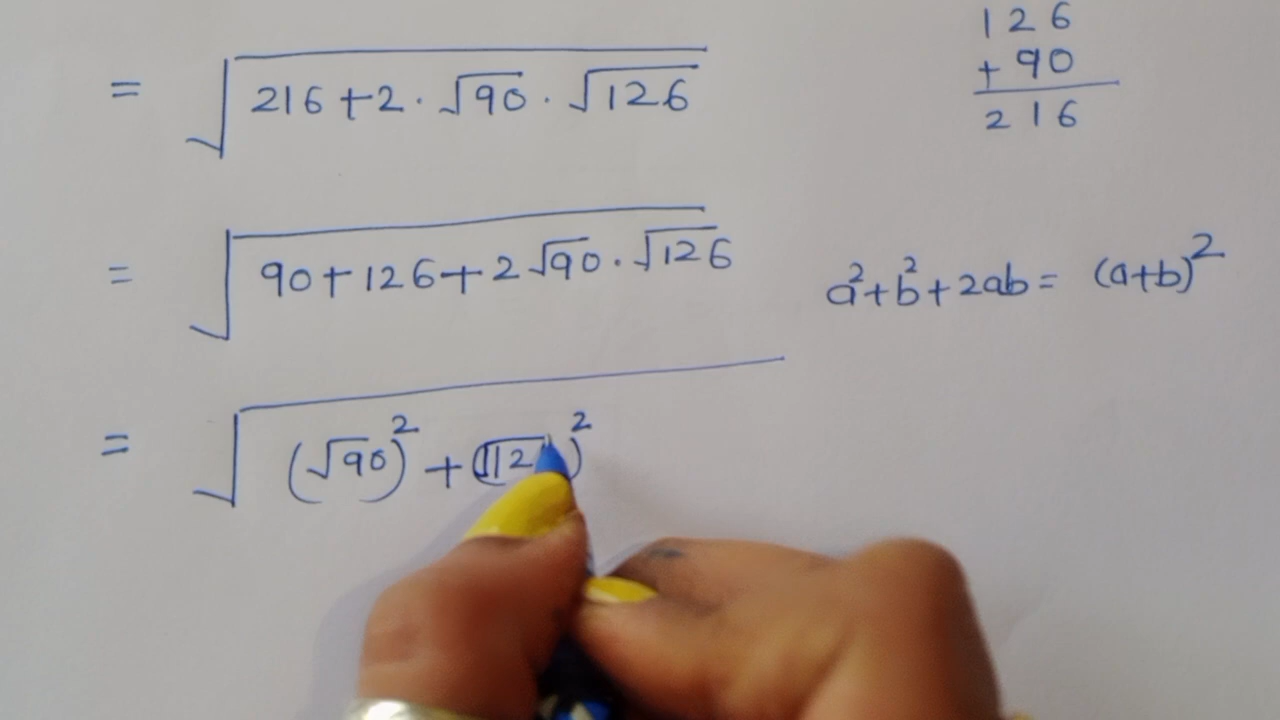 126
+ 90
216
= √(216+2·√90·√126)
= √(90+126+2√90·√126)
a²+b²+2ab= (a+b)²
= √((√90)²+(√12 )²